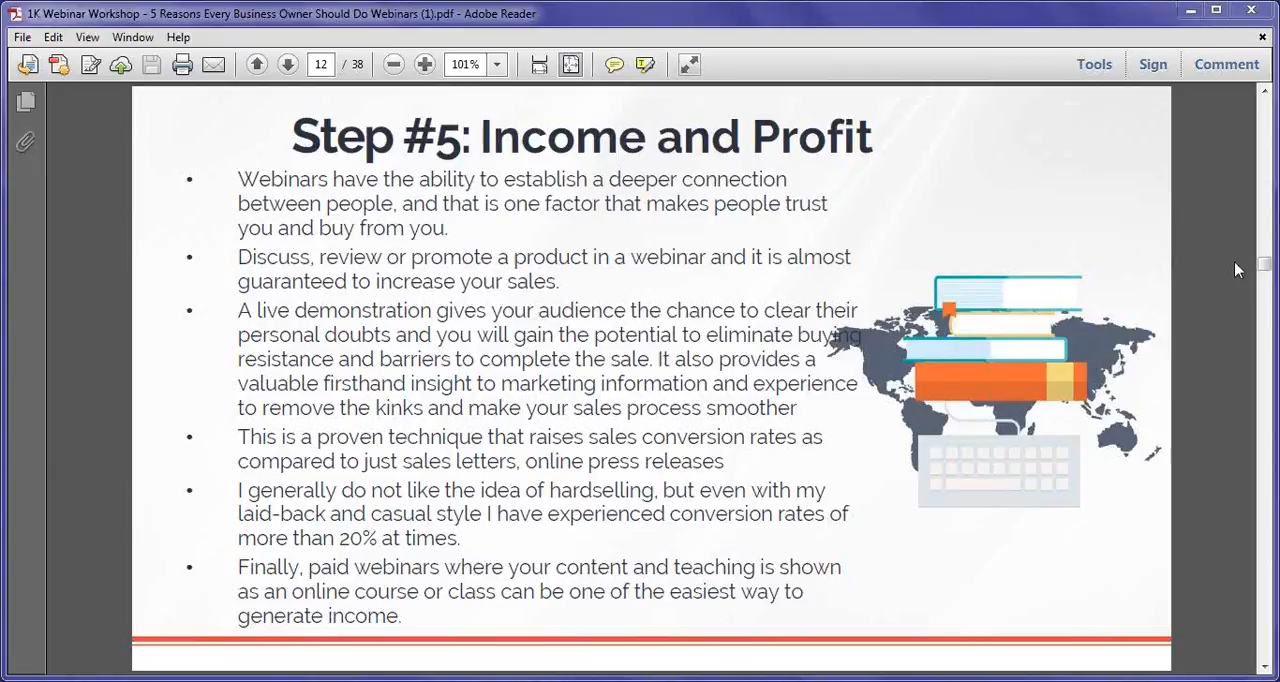 1K Webinar Workshop - 5 Reasons Every Business Owner Should Do Webinars (1).pdf - Adobe Reader
File Edit View Window Help
12 / 38 101% Tools Sign Comment
Step #5: Income and Profit
• Webinars have the ability to establish a deeper connection
between people, and that is one factor that makes people trust
you and buy from you.
• Discuss, review or promote a product in a webinar and it is almost
guaranteed to increase your sales.
• A live demonstration gives your audience the chance to clear their
personal doubts and you will gain the potential to eliminate buying
resistance and barriers to complete the sale. It also provides a
valuable firsthand insight to marketing information and experience
to remove the kinks and make your sales process smoother
• This is a proven technique that raises sales conversion rates as
compared to just sales letters, online press releases
• I generally do not like the idea of hardselling, but even with my
laid-back and casual style I have experienced conversion rates of
more than 20% at times.
• Finally, paid webinars where your content and teaching is shown
as an online course or class can be one of the easiest way to
generate income.